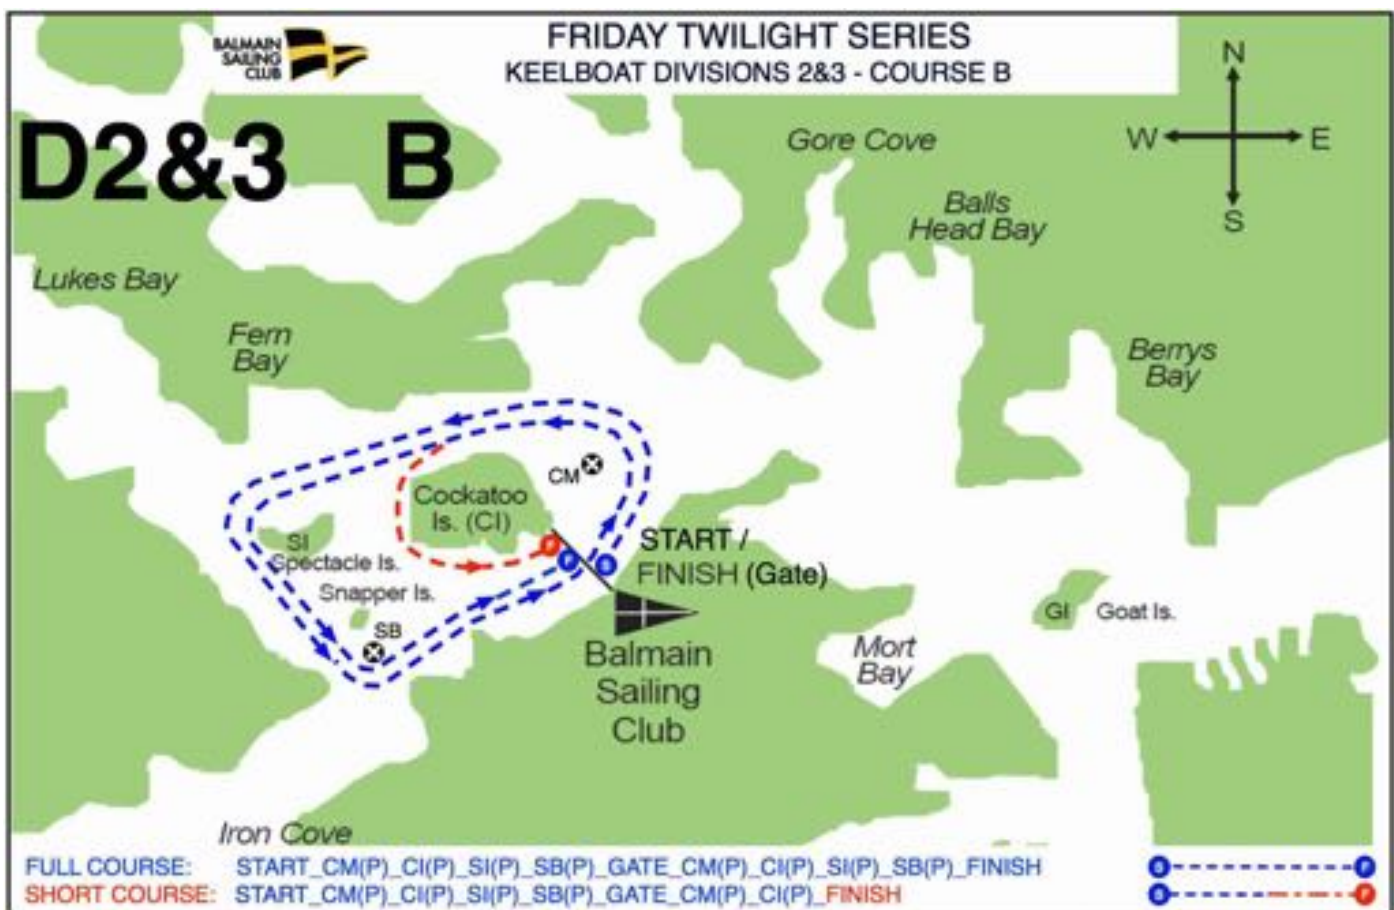 BALMAIN
SAILING
CLUB
FRIDAY TWILIGHT SERIES
KEELBOAT DIVISIONS 2&3 - COURSE B
D2&3 B
N
W E
S
Gore Cove
Balls
Head Bay
Lukes Bay
Fern
Bay
Berrys
Bay
CM
Cockatoo
Is. (CI)
SI
Spectacle Is.
Snapper Is.
SB
F
F
S
START /
FINISH (Gate)
GI Goat Is.
Balmain
Sailing
Club
Mort
Bay
Iron Cove
FULL COURSE: START_CM(P)_CI(P)_SI(P)_SB(P)_GATE_CM(P)_CI(P)_SI(P)_SB(P)_FINISH S F
SHORT COURSE: START_CM(P)_CI(P)_SI(P)_SB(P)_GATE_CM(P)_CI(P)_FINISH S F